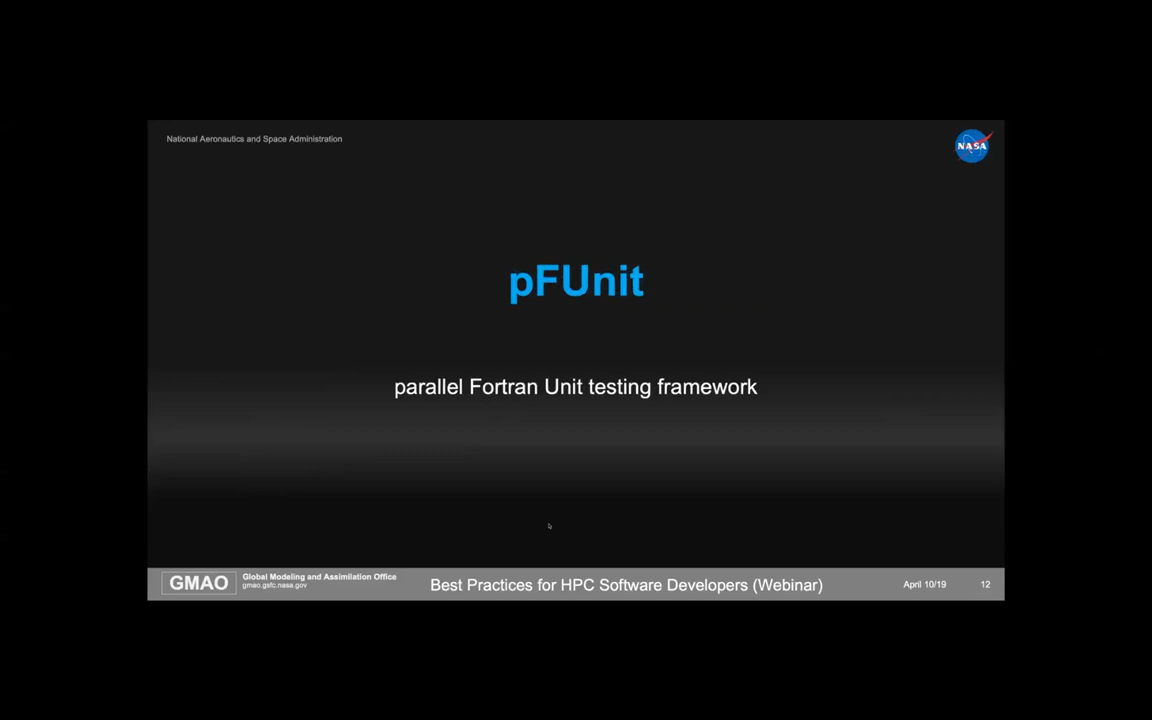 National Aeronautics and Space Administration
NASA
pFUnit
parallel Fortran Unit testing framework
GMAO
Global Modeling and Assimilation Office
gmao.gsfc.nasa.gov
Best Practices for HPC Software Developers (Webinar)
April 10/19
12